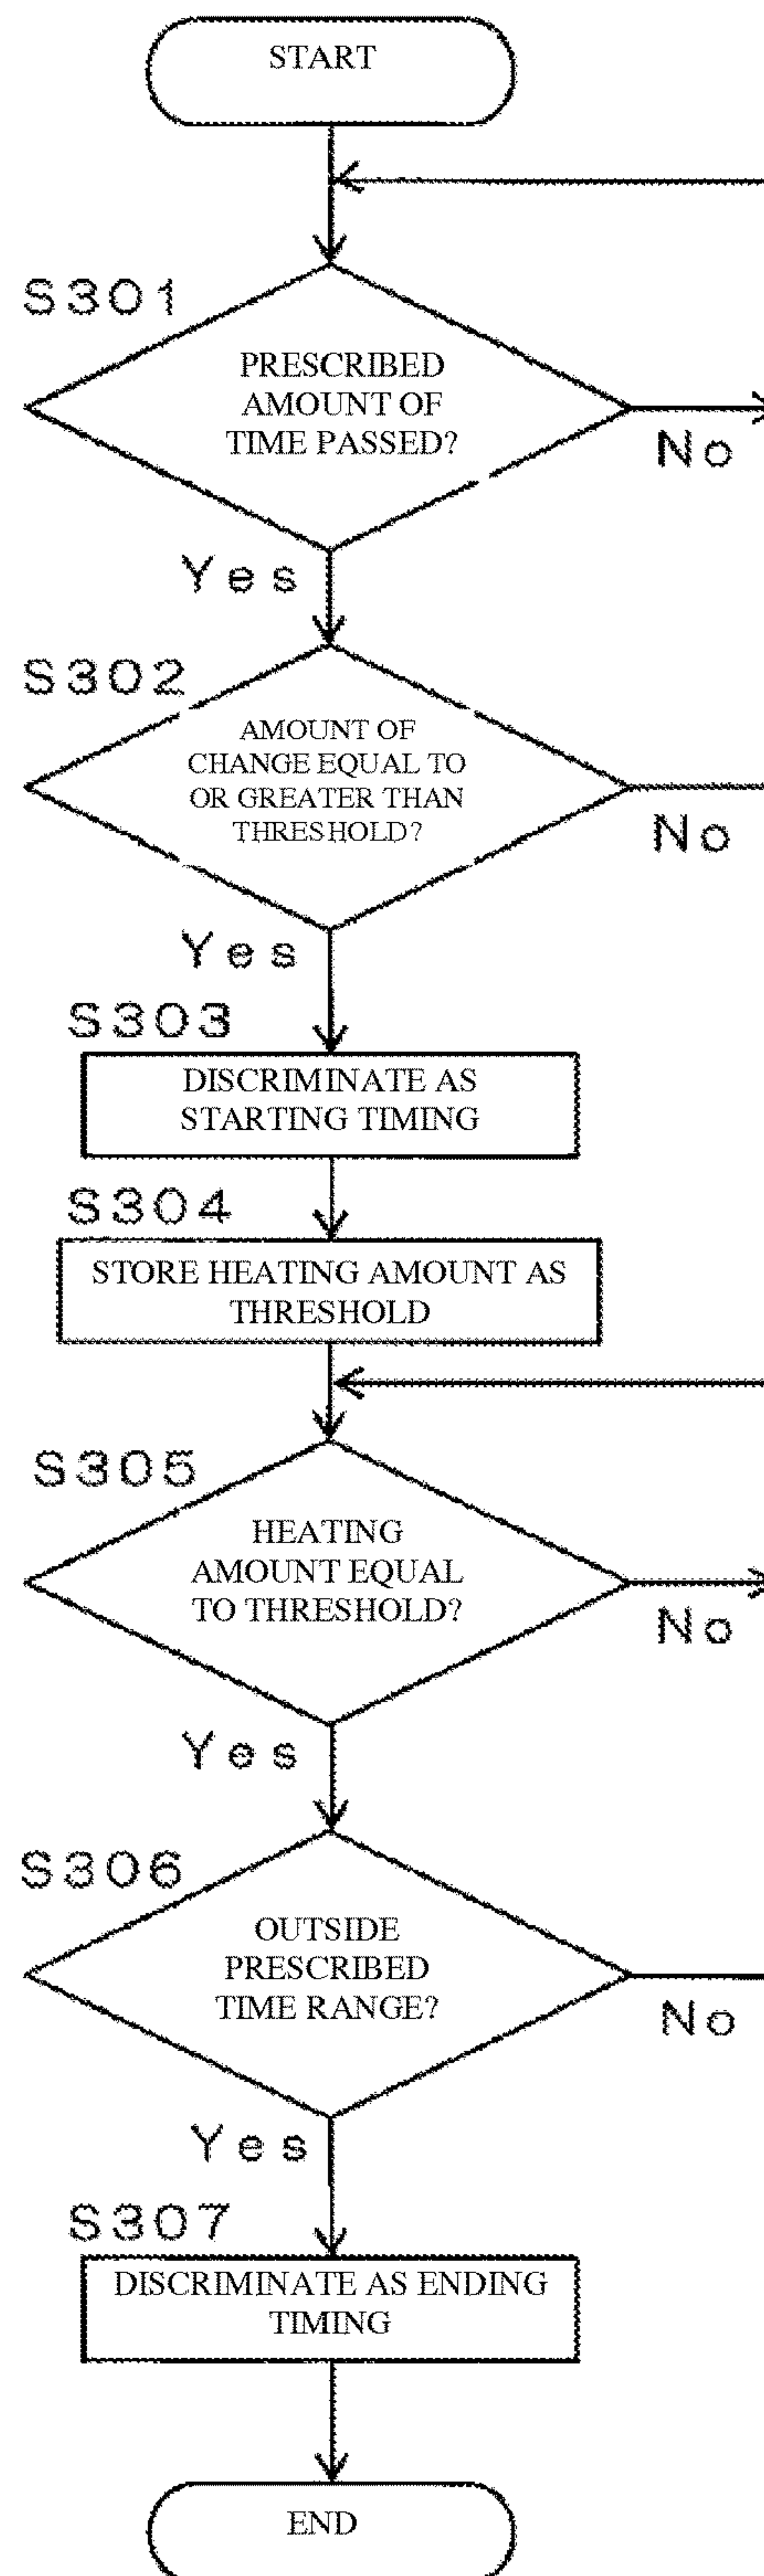 START
S301
PRESCRIBED
AMOUNT OF
TIME PASSED?
No
Yes
S302
AMOUNT OF
CHANGE EQUAL TO
OR GREATER THAN
THRESHOLD?
No
Yes
S303
DISCRIMINATE AS
STARTING TIMING
S304
STORE HEATING AMOUNT AS
THRESHOLD
S305
HEATING
AMOUNT EQUAL
TO THRESHOLD?
No
Yes
S306
OUTSIDE
PRESCRIBED
TIME RANGE?
No
Yes
S307
DISCRIMINATE AS ENDING
TIMING
END